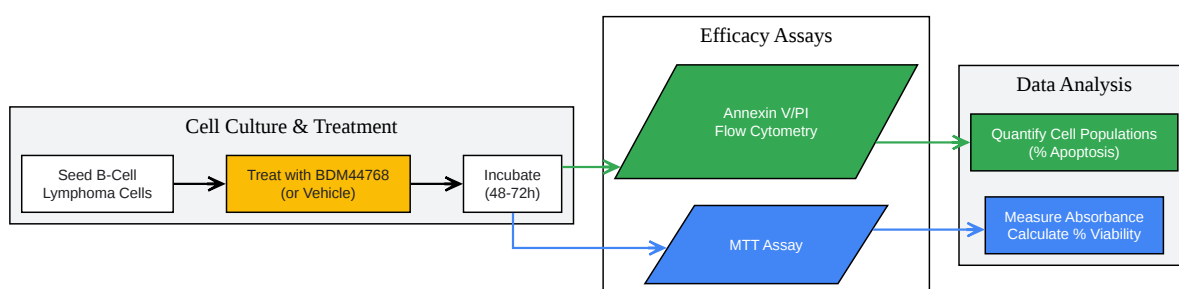 Cell Culture & Treatment
Seed B-Cell
Lymphoma Cells
Treat with BDM44768
(or Vehicle)
Incubate
(48-72h)
Efficacy Assays
Annexin V/PI
Flow Cytometry
MTT Assay
Data Analysis
Quantify Cell Populations
(% Apoptosis)
Measure Absorbance
Calculate % Viability